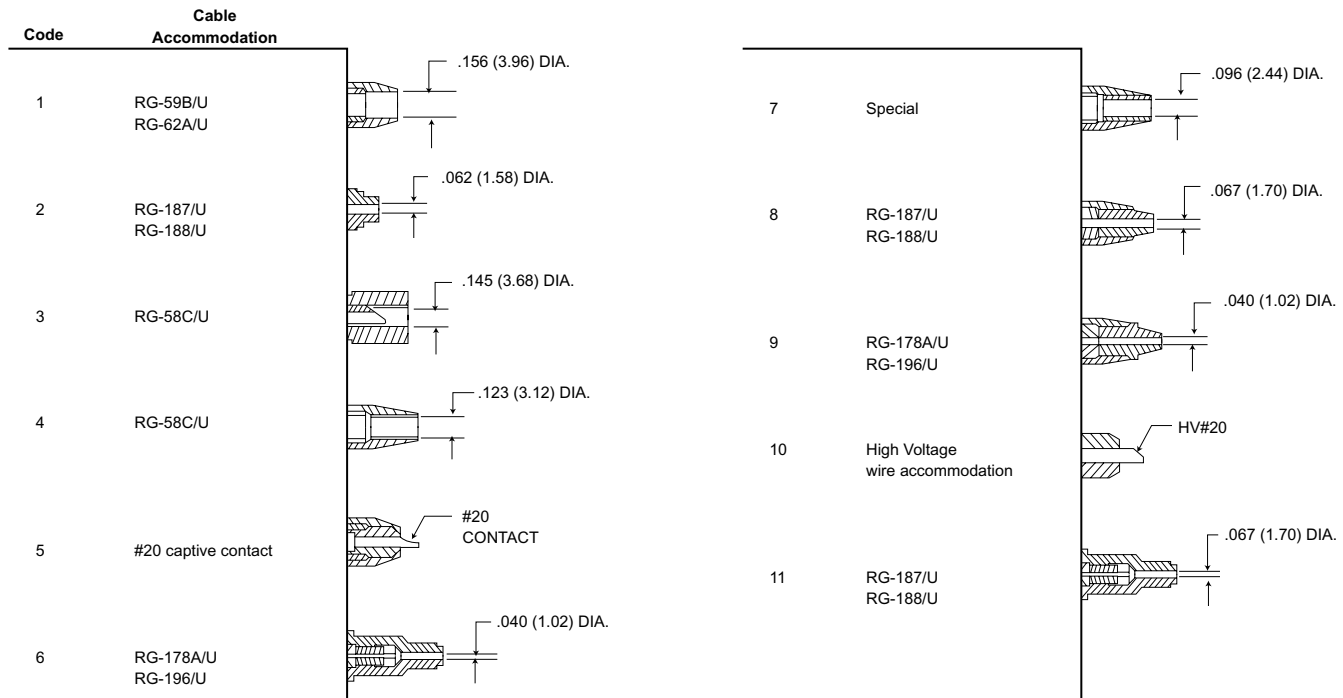 Code
Cable
Accommodation
.156 (3.96) DIA.
1
RG-59B/U
RG-62A/U
.062 (1.58) DIA.
2
RG-187/U
RG-188/U
.145 (3.68) DIA.
3
RG-58C/U
.123 (3.12) DIA.
4
RG-58C/U
#20
CONTACT
5
#20 captive contact
.040 (1.02) DIA.
6
RG-178A/U
RG-196/U
.096 (2.44) DIA.
7
Special
.067 (1.70) DIA.
8
RG-187/U
RG-188/U
.040 (1.02) DIA.
9
RG-178A/U
RG-196/U
HV#20
10
High Voltage
wire accommodation
.067 (1.70) DIA.
11
RG-187/U
RG-188/U